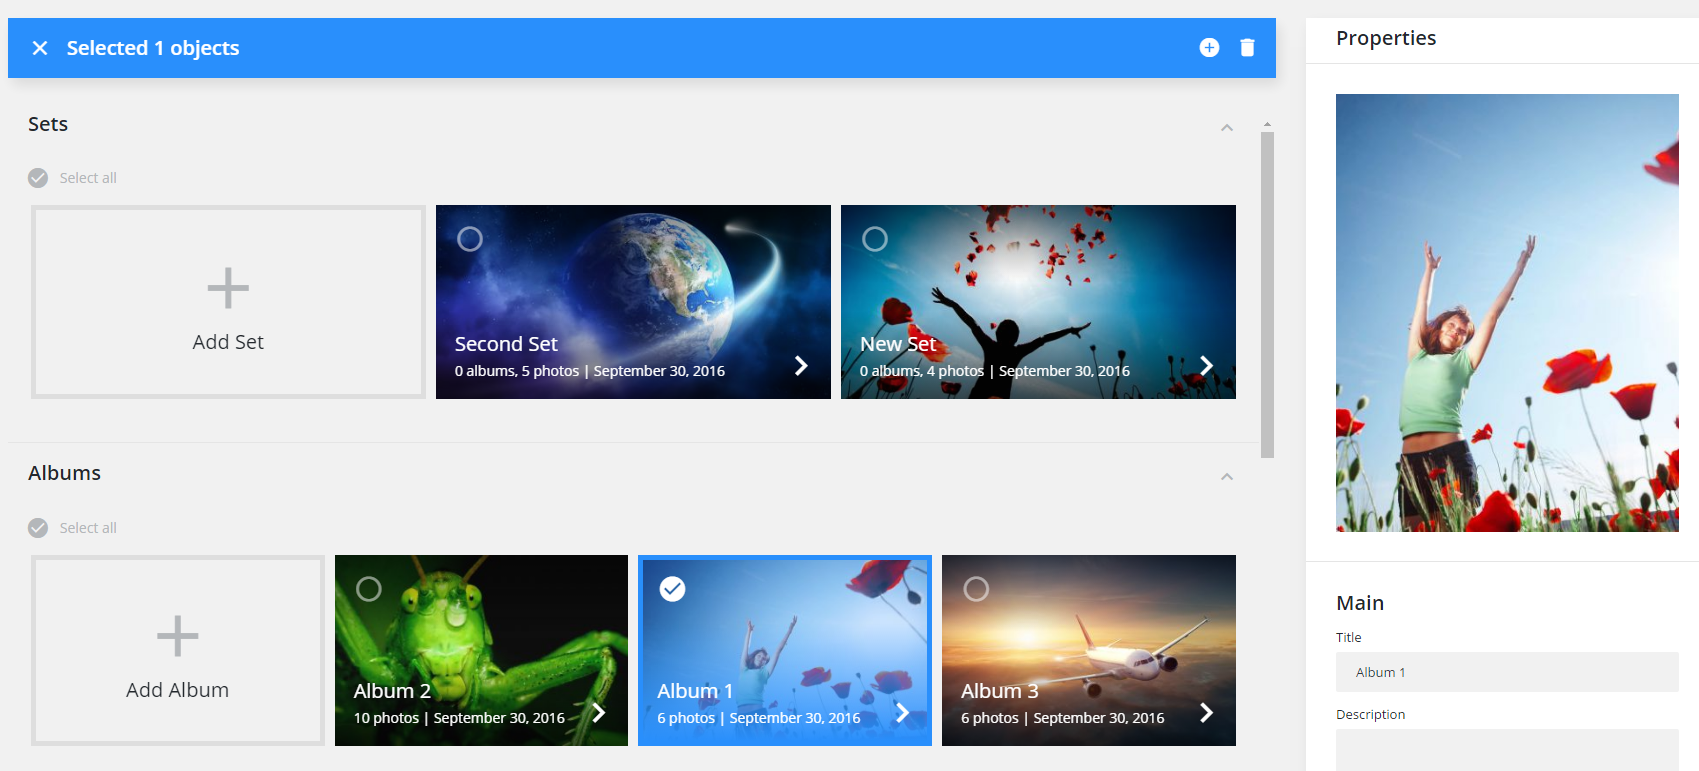 Selected 1 objects
Sets
Select all
Add Set
Second Set
0 albums, 5 photos | September 30, 2016
New Set
0 albums, 4 photos | September 30, 2016
Albums
Select all
Add Album
Album 2
10 photos | September 30, 2016
Album 1
6 photos | September 30, 2016
Album 3
6 photos | September 30, 2016
Properties
Main
Title
Album 1
Description